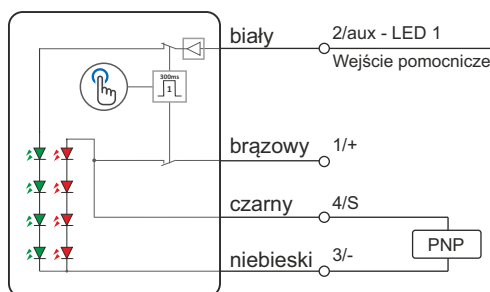 biały 2/aux - LED 1
Wejście pomocnicze
300ms
1
brązowy 1/+
czarny 4/S
PNP
niebieski 3/-